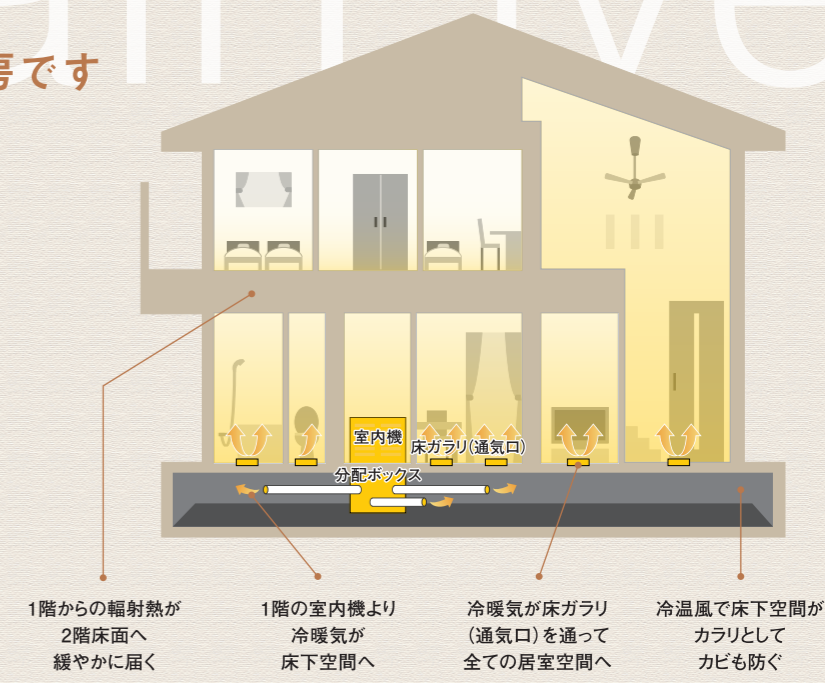 房です
室内機
床ガラリ(通気口)
分配ボックス
1階からの輻射熱が
2階床面へ
緩やかに届く
1階の室内機より
冷暖気が
床下空間へ
冷暖気が床ガラリ
(通気口)を通って
全ての居室空間へ
冷温風で床下空間が
カラリとして
カビも防ぐ